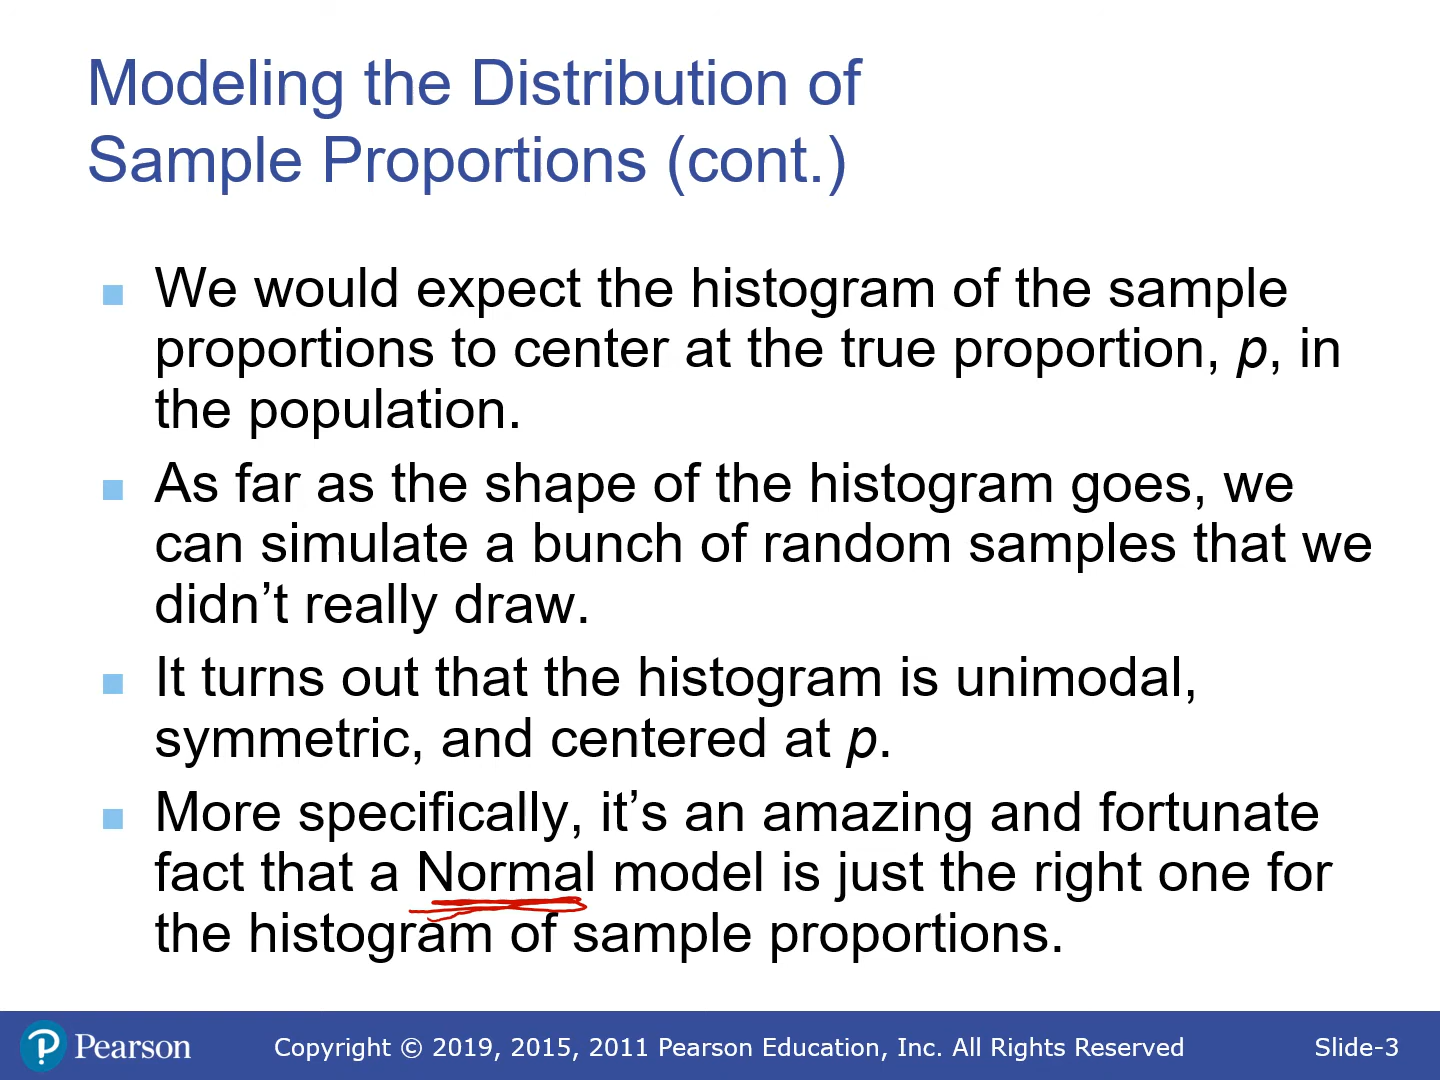 Modeling the Distribution of
Sample Proportions (cont.)
We would expect the histogram of the sample
proportions to center at the true proportion, p, in
the population.
As far as the shape of the histogram goes, we
can simulate a bunch of random samples that we
didn’t really draw.
It turns out that the histogram is unimodal,
symmetric, and centered at p.
More specifically, it’s an amazing and fortunate
fact that a Normal model is just the right one for
the histogram of sample proportions.
Pearson Copyright © 2019, 2015, 2011 Pearson Education, Inc. All Rights Reserved Slide-3